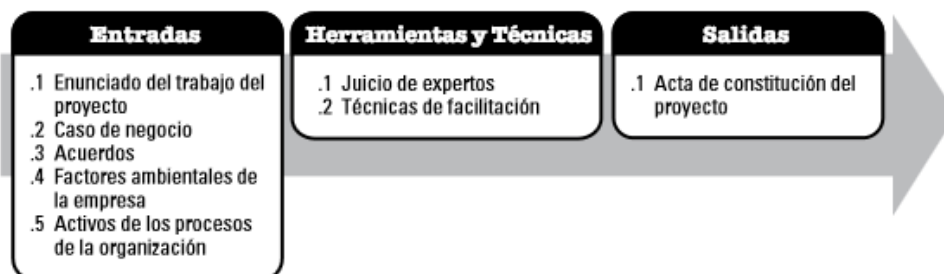 Entradas
.1 Enunciado del trabajo del
proyecto
.2 Caso de negocio
.3 Acuerdos
.4 Factores ambientales de
la empresa
.5 Activos de los procesos
de la organización
Herramientas y Técnicas
.1 Juicio de expertos
.2 Técnicas de facilitación
Salidas
.1 Acta de constitución del
proyecto